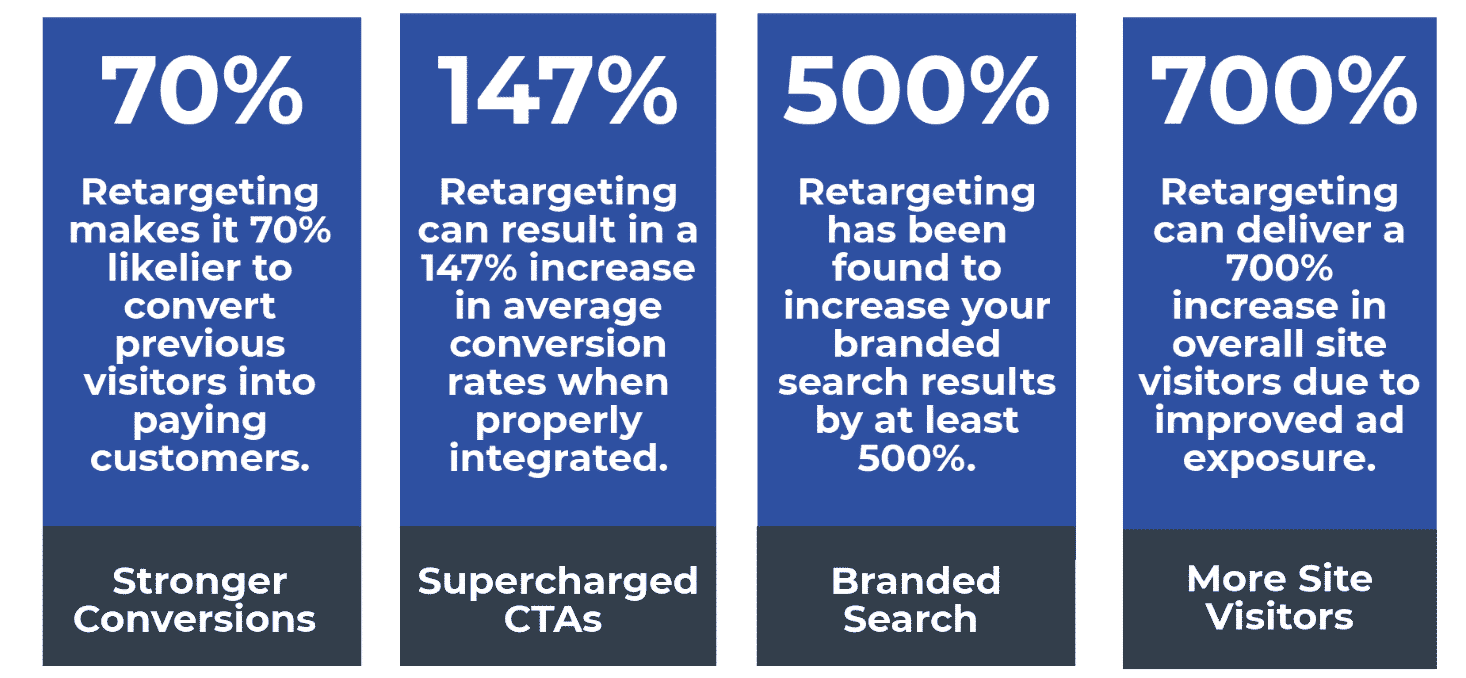 70%
Retargeting
makes it 70%
likelier to
convert
previous
visitors into
paying
customers.
Stronger
Conversions
147%
Retargeting
can result in a
147% increase
in average
conversion
rates when
properly
integrated.
Supercharged
CTAs
500%
Retargeting
has been
found to
increase your
branded
search results
by at least
500%.
Branded
Search
700%
Retargeting
can deliver a
700%
increase in
overall site
visitors due to
improved ad
exposure.
More Site
Visitors